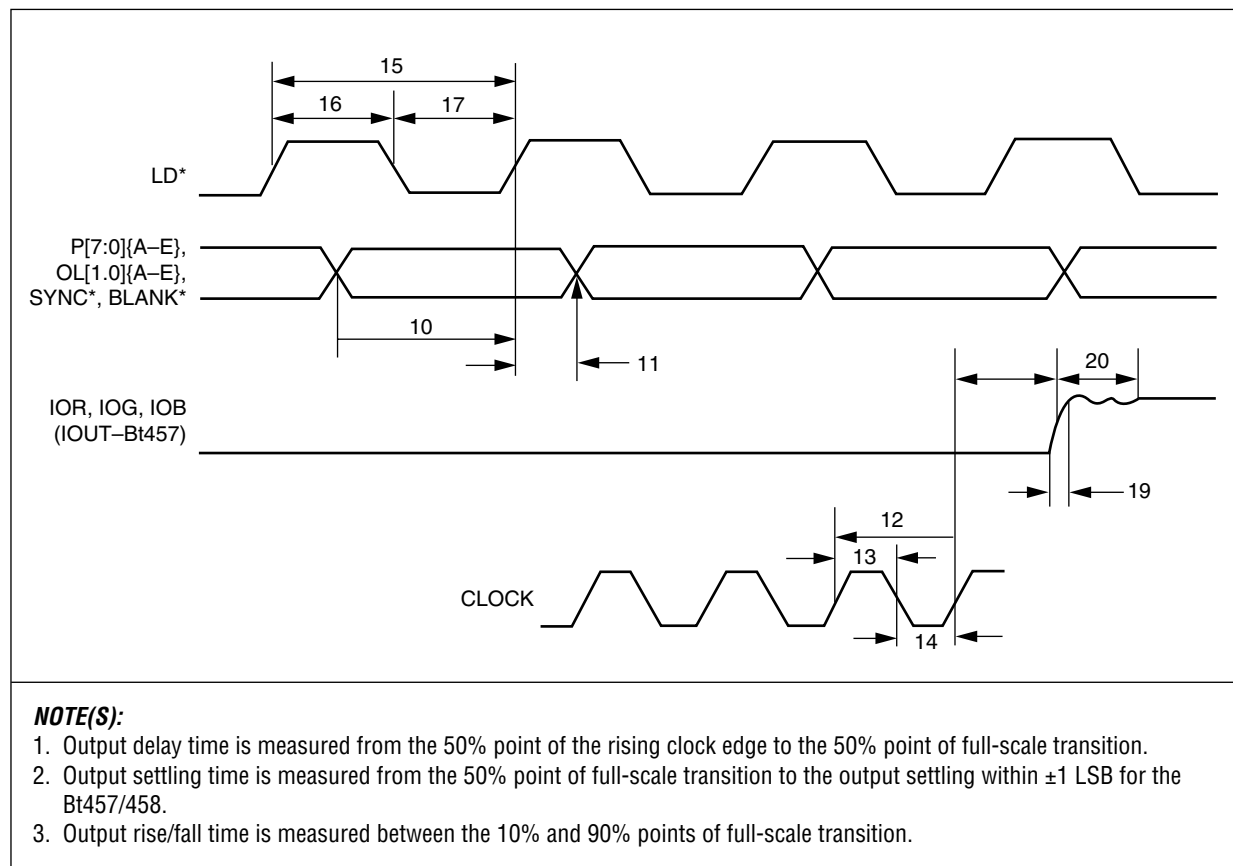 15
16
17
LD*
P[7:0]{A–E},
OL[1.0]{A–E},
SYNC*, BLANK*
10
11
20
IOR, IOG, IOB
(IOUT–Bt457)
19
12
13
CLOCK
14
NOTE(S):
1. Output delay time is measured from the 50% point of the rising clock edge to the 50% point of full-scale transition.
2. Output settling time is measured from the 50% point of full-scale transition to the output settling within ±1 LSB for the
Bt457/458.
3. Output rise/fall time is measured between the 10% and 90% points of full-scale transition.